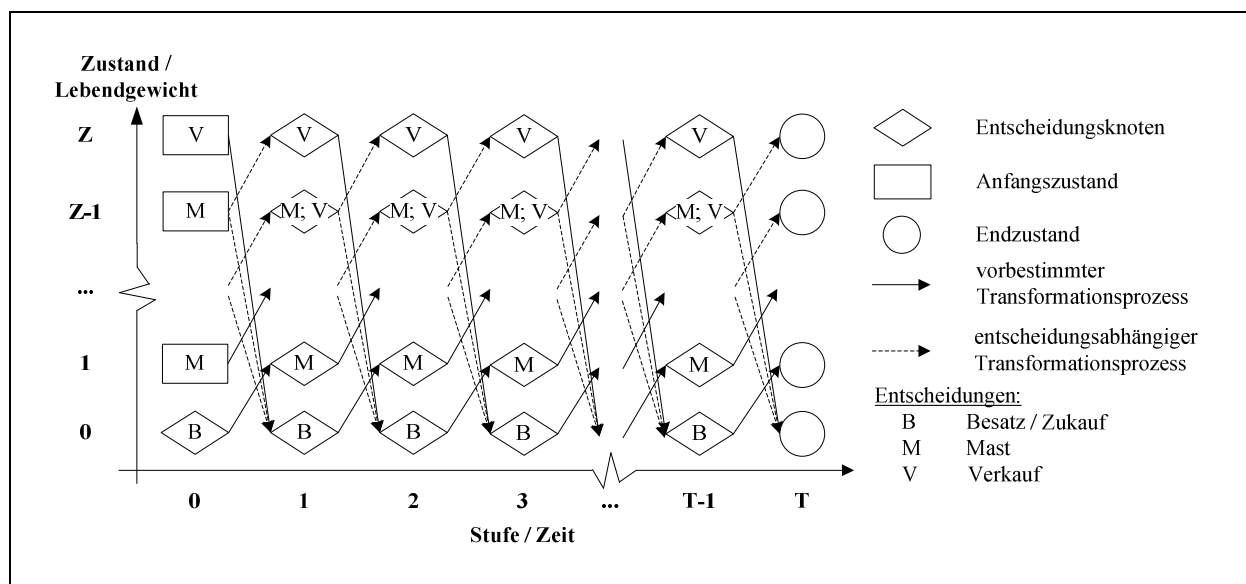 Zustand /
Lebendgewicht
Z
V V V V V
Z-1
M M; V M; V M; V M; V
...
1
M M M M M
0
B B B B B
0 1 2 3 ... T-1 T
Stufe / Zeit
Entscheidungsknoten
Anfangszustand
Endzustand
vorbestimmter
Transformationsprozess
entscheidungsabhängiger
Transformationsprozess
Entscheidungen:
B Besatz / Zukauf
M Mast
V Verkauf